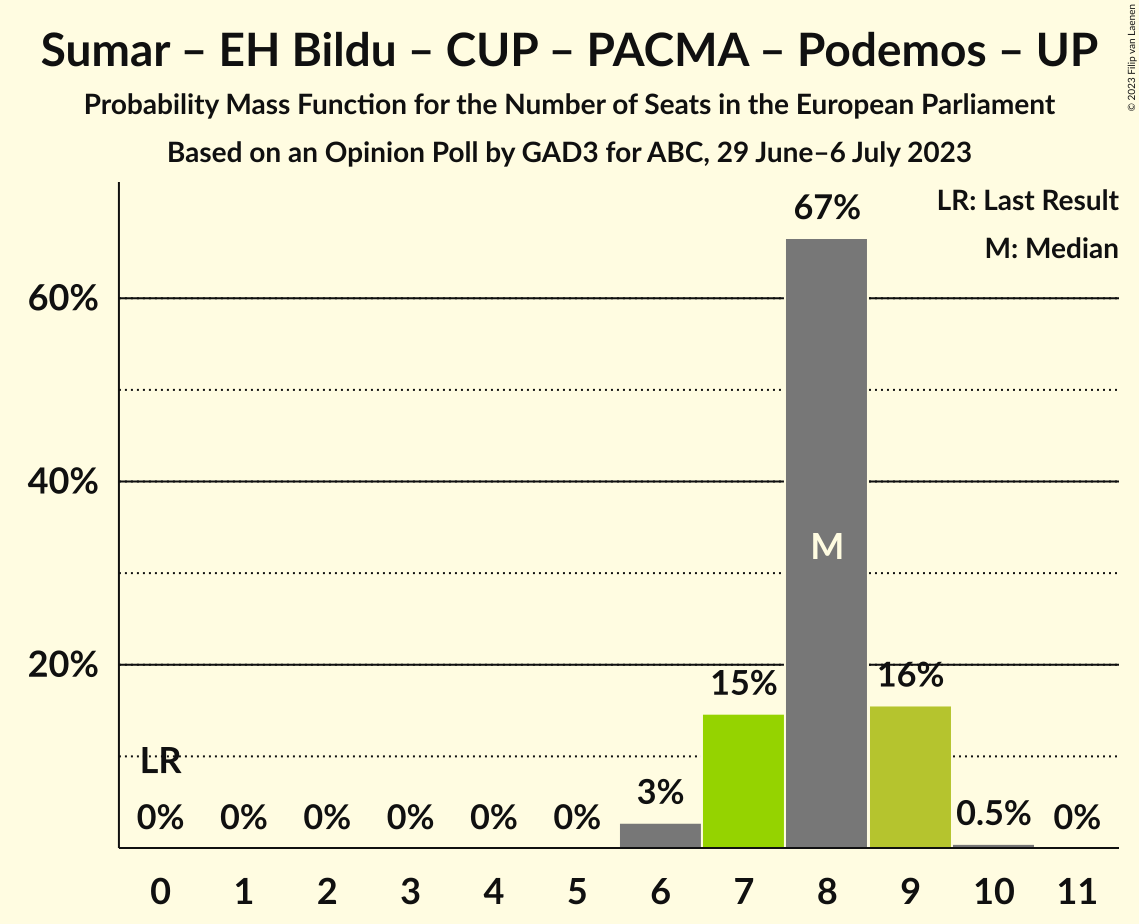 Sumar – EH Bildu – CUP – PACMA – Podemos – UP
Probability Mass Function for the Number of Seats in the European Parliament
Based on an Opinion Poll by GAD3 for ABC, 29 June–6 July 2023
© 2023 Filip van Laenen
LR: Last Result
M: Median
67%
60%
40%
M
20%
15%
16%
LR
0%
0%
0%
0%
0%
0%
3%
0.5%
0%
0 1 2 3 4 5 6 7 8 9 10 11